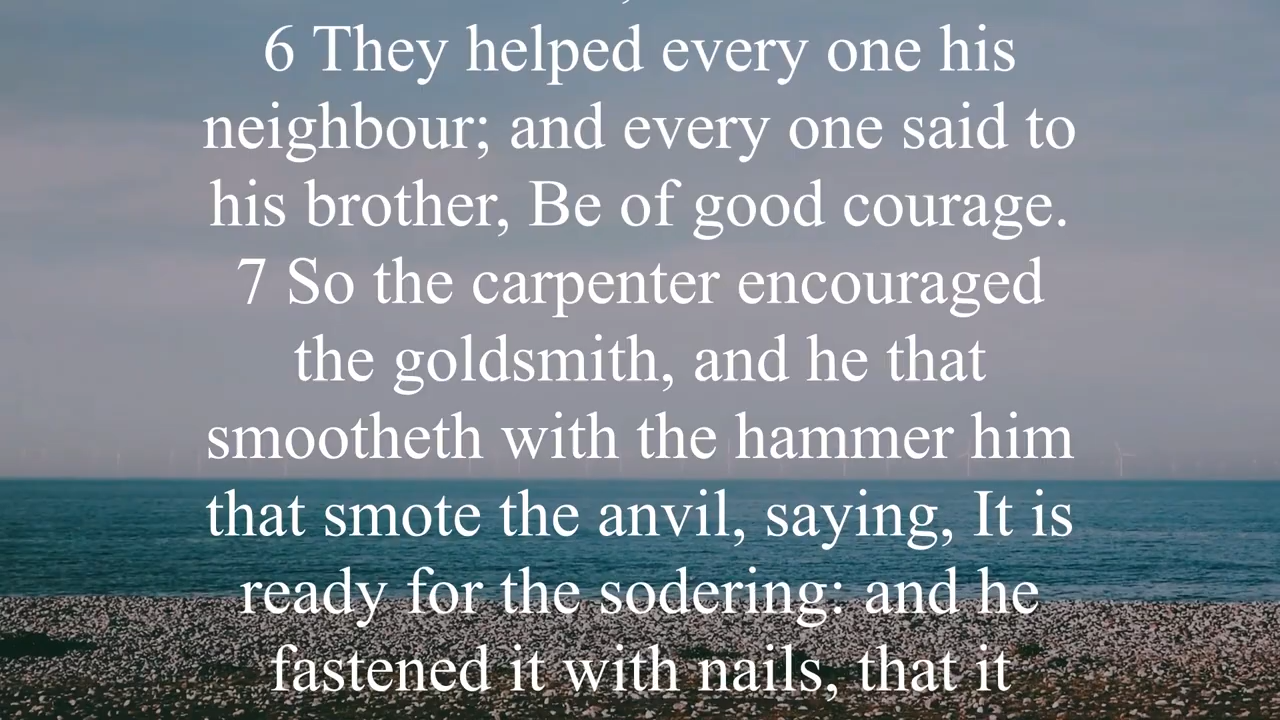 6 They helped every one his
neighbour; and every one said to
his brother, Be of good courage.
7 So the carpenter encouraged
the goldsmith, and he that
smootheth with the hammer him
that smote the anvil, saying, It is
ready for the sodering: and he
fastened it with nails, that it